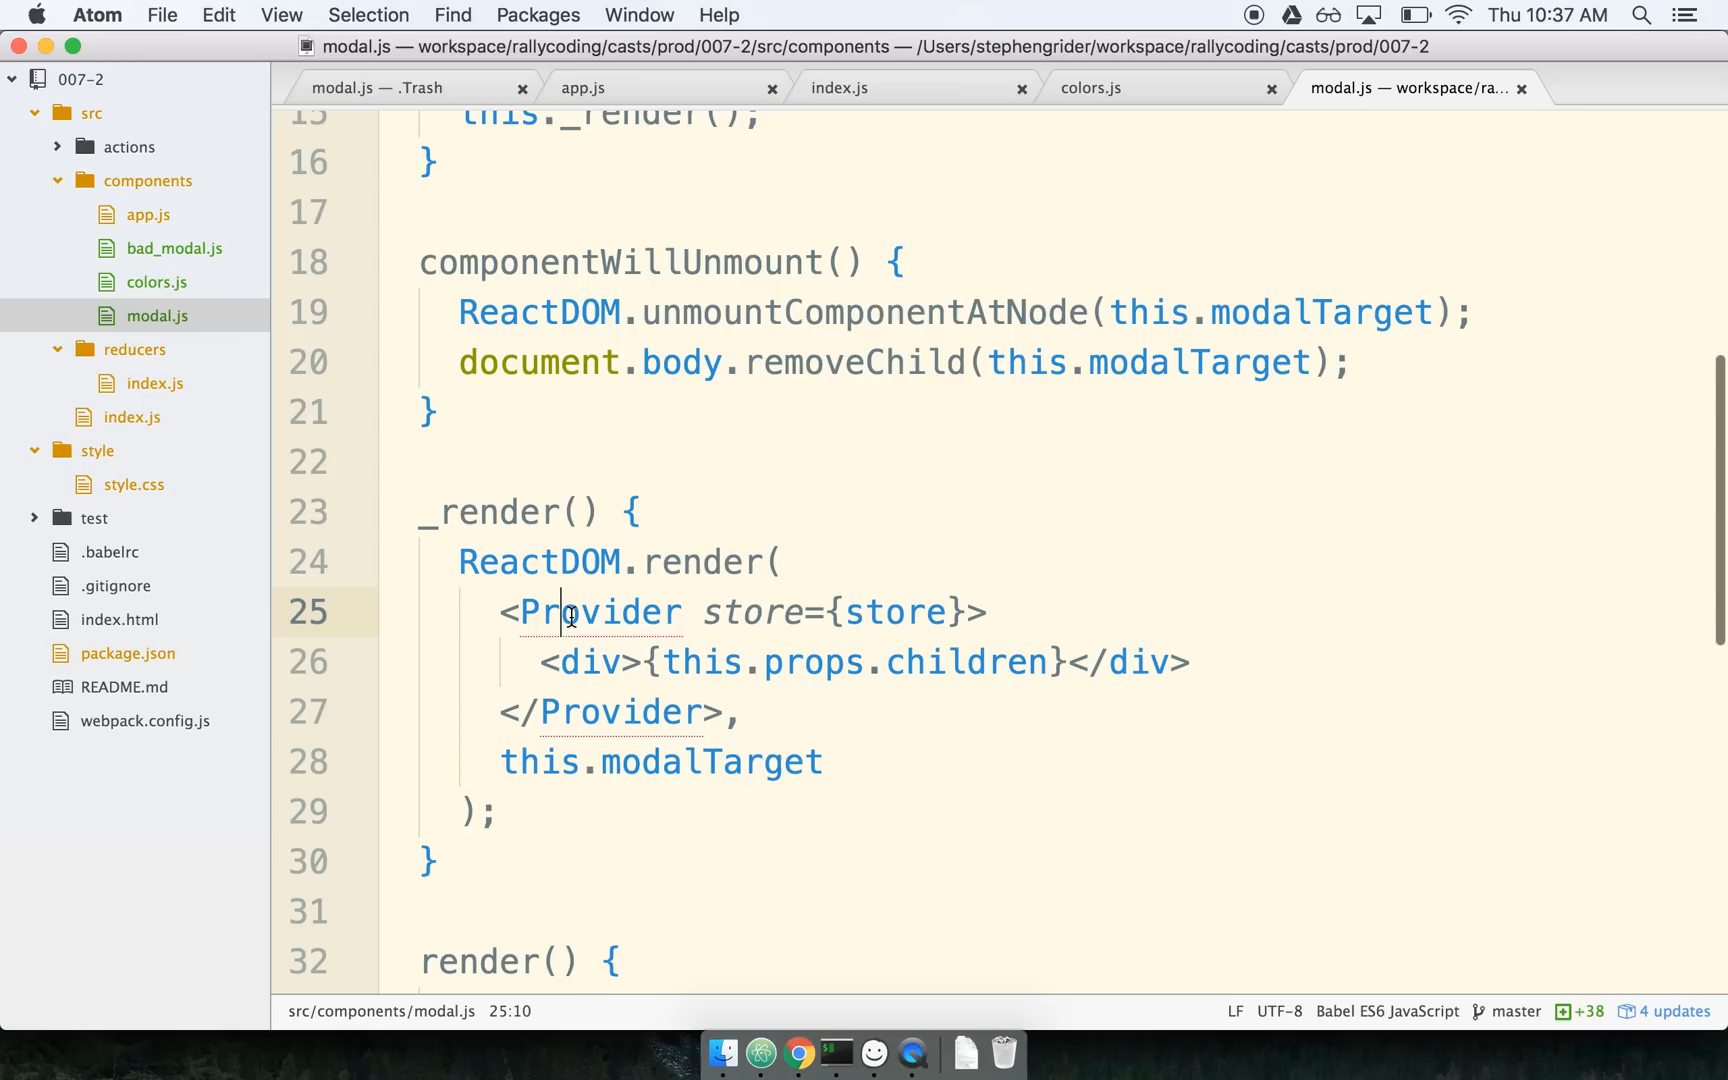 Atom File Edit View Selection Find Packages Window Help Thu 10:37 AM
modal.js — workspace/rallycoding/casts/prod/007-2/src/components — /Users/stephengrider/workspace/rallycoding/casts/prod/007-2
007-2
src
actions
components
app.js
bad_modal.js
colors.js
modal.js
reducers
index.js
index.js
style
style.css
test
.babelrc
.gitignore
index.html
package.json
README.md
webpack.config.js
modal.js — .Trash
app.js
index.js
colors.js
modal.js — workspace/ra...
15 this._render();
16 }
17
18 componentWillUnmount() {
19 ReactDOM.unmountComponentAtNode(this.modalTarget);
20 document.body.removeChild(this.modalTarget);
21 }
22
23 _render() {
24 ReactDOM.render(
25 <Provider store={store}>
26 <div>{this.props.children}</div>
27 </Provider>,
28 this.modalTarget
29 );
30 }
31
32 render() {
src/components/modal.js 25:10 LF UTF-8 Babel ES6 JavaScript master +38 4 updates